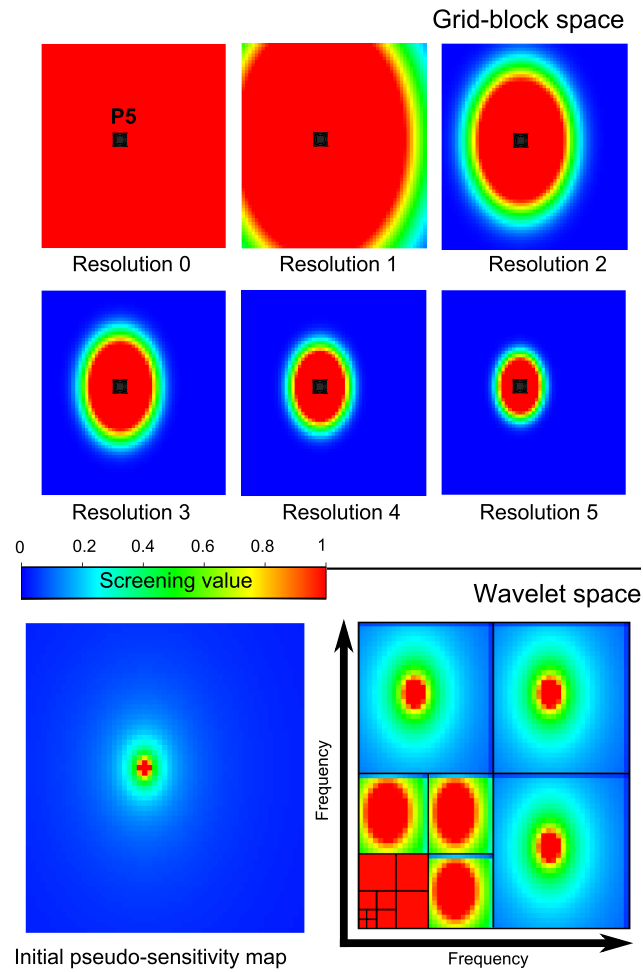 Grid-block space
P5
Resolution 0
Resolution 1
Resolution 2
Resolution 3
Resolution 4
Resolution 5
0 0.2 0.4 0.6 0.8 1
Screening value
Wavelet space
Frequency
Initial pseudo-sensitivity map
Frequency